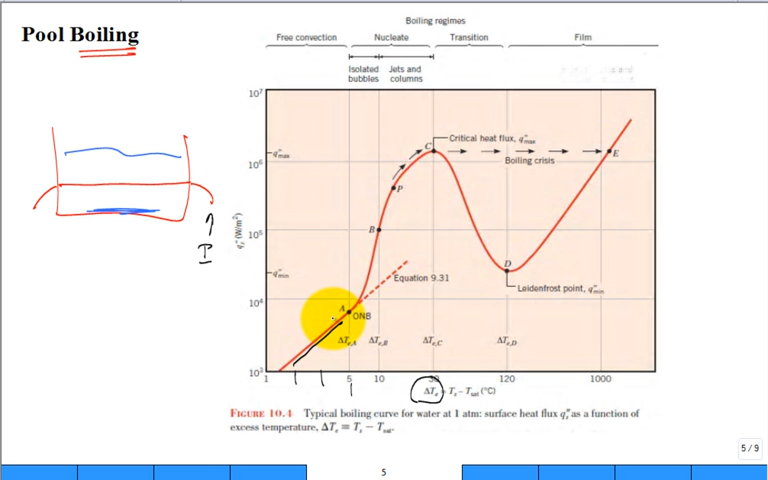 Pool Boiling
Boiling regimes
Free convection Nucleate Transition Film
Isolated bubbles Jets and columns
10⁷
10⁶
10⁵
10⁴
10³
q″max
q″min
q″s (W/m²)
C
Critical heat flux, q″max
Boiling crisis
E
P
B
D
Leidenfrost point, q″min
Equation 9.31
A
ONB
ΔTe,A ΔTe,B ΔTe,C ΔTe,D
1 5 10 30 120 1000
ΔTe = Ts – Tsat (°C)
I
FIGURE 10.4 Typical boiling curve for water at 1 atm: surface heat flux q″s as a function of
excess temperature, ΔTe = Ts – Tsat.
5 / 9
5